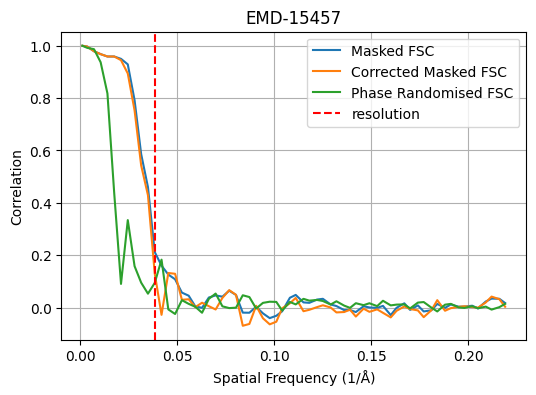 EMD-15457
Masked FSC
Corrected Masked FSC
Phase Randomised FSC
resolution
1.0
0.8
0.6
0.4
0.2
0.0
Correlation
0.00 0.05 0.10 0.15 0.20
Spatial Frequency (1/Å)